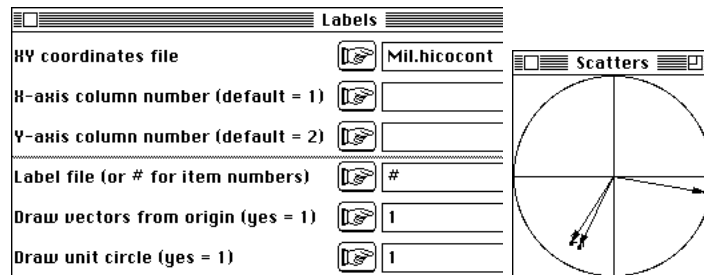 Labels
XY coordinates file
Mil.hicocont
X-axis column number (default = 1)
Y-axis column number (default = 2)
Label file (or # for item numbers)
#
Draw vectors from origin (yes = 1)
1
Draw unit circle (yes = 1)
1
Scatters